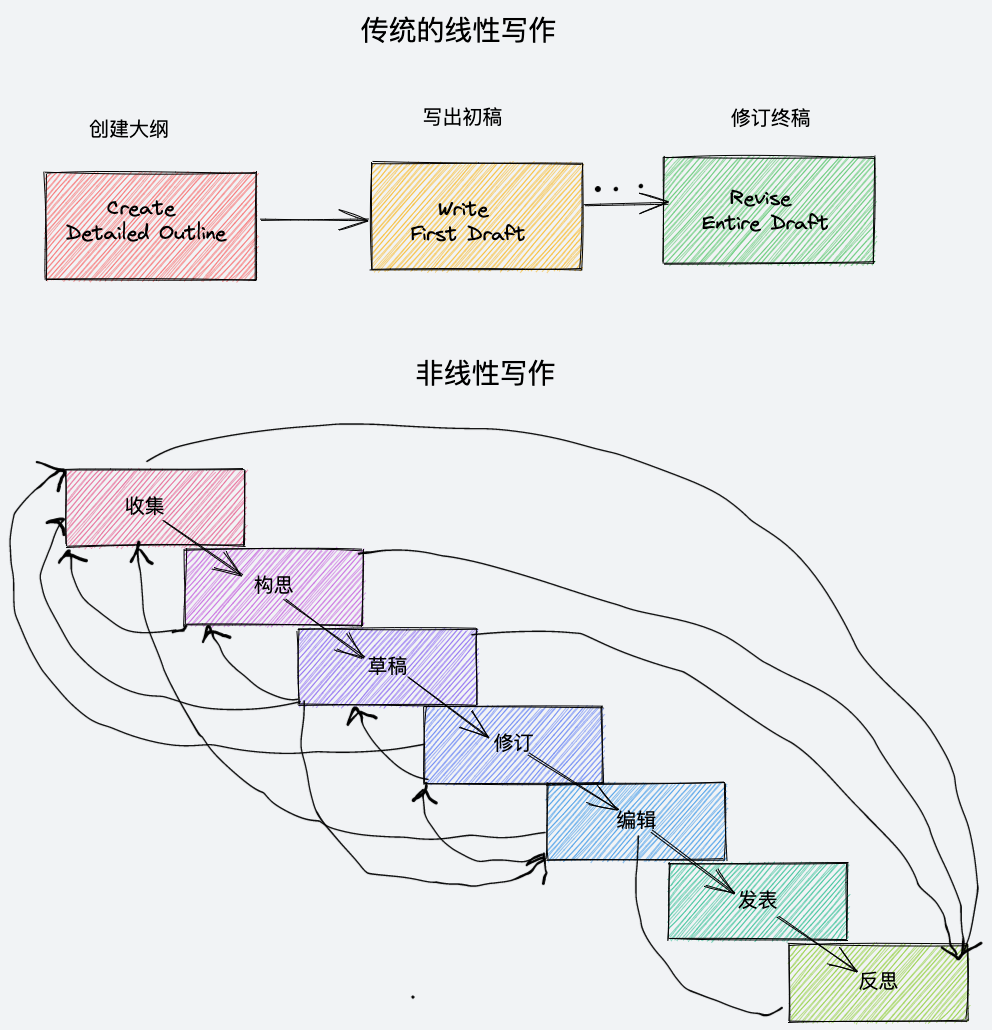 传统的线性写作
创建大纲
写出初稿
修订终稿
Create
Detailed Outline
Write
First Draft
...
Revise
Entire Draft
非线性写作
收集
构思
草稿
修订
编辑
发表
反思